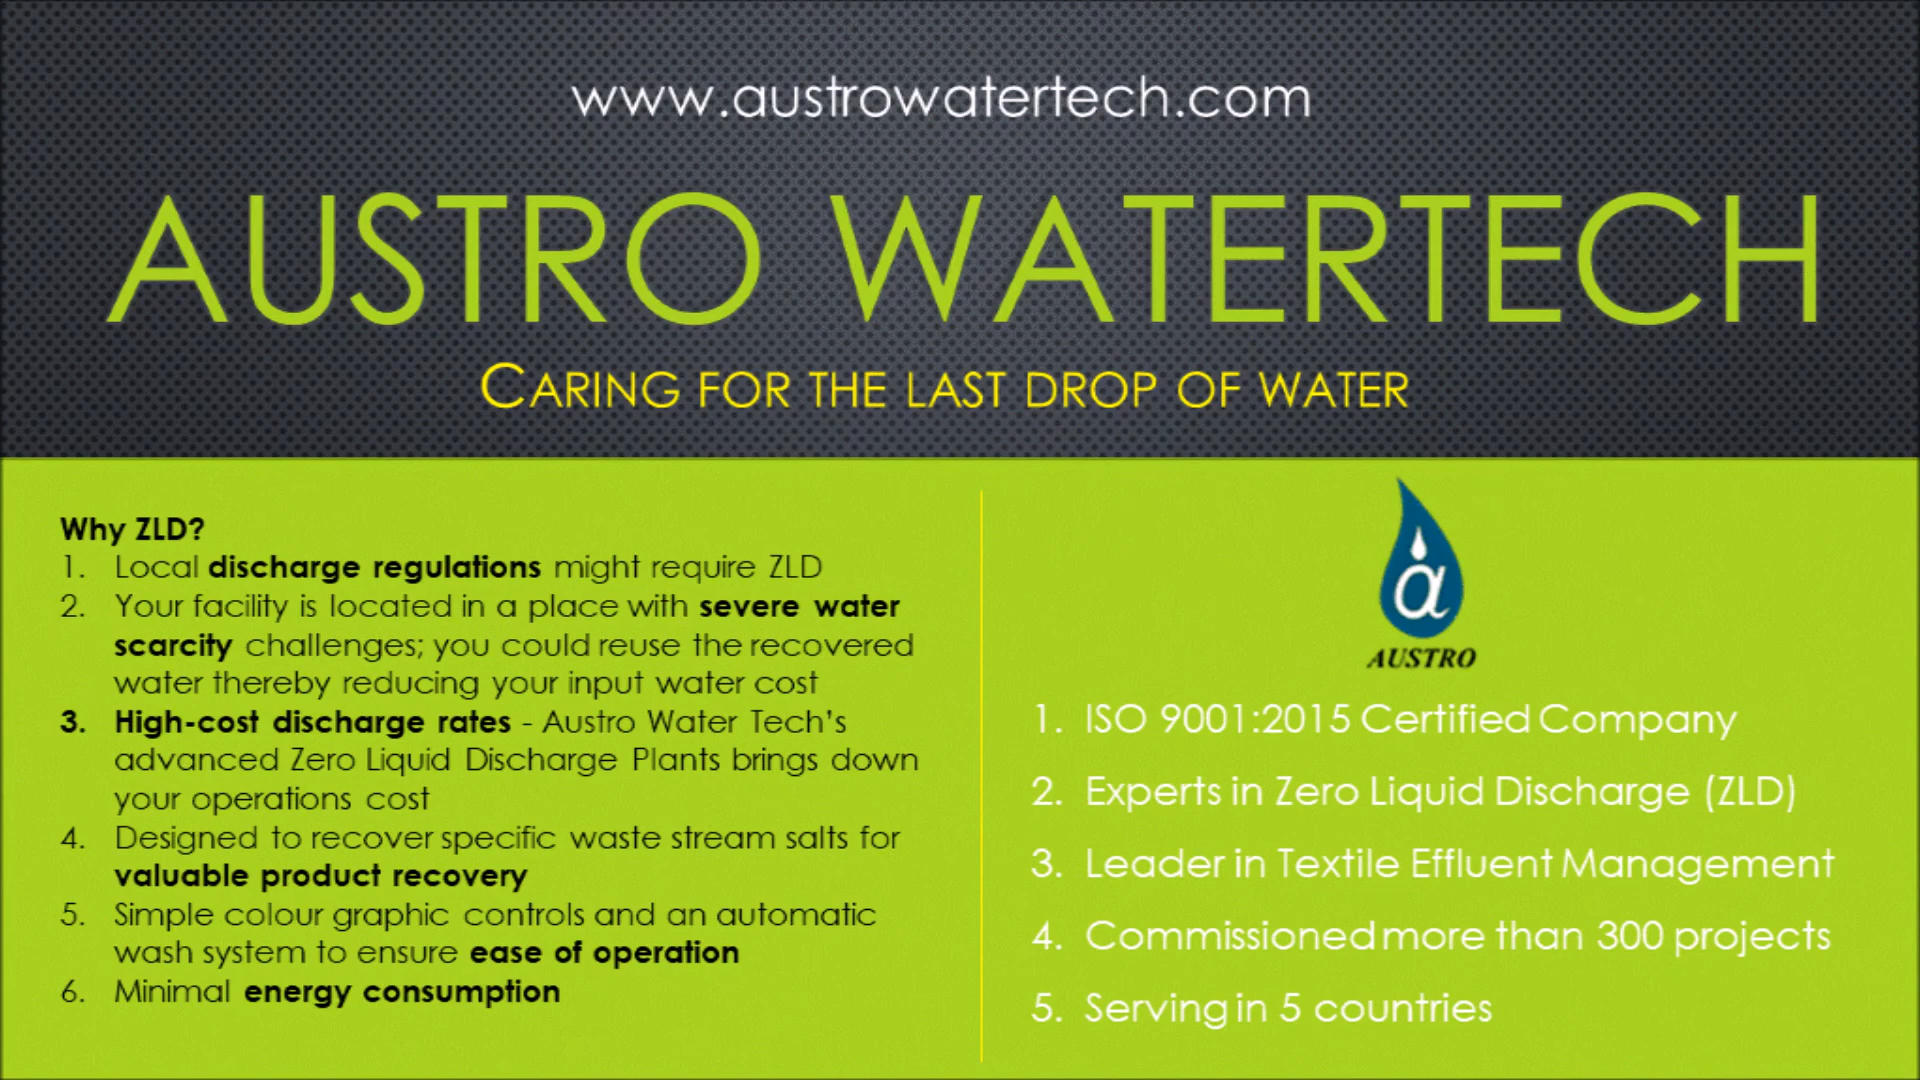 www.austrowatertech.com
AUSTRO WATERTECH
CARING FOR THE LAST DROP OF WATER
Why ZLD?
1. Local discharge regulations might require ZLD
2. Your facility is located in a place with severe water
scarcity challenges; you could reuse the recovered
water thereby reducing your input water cost
3. High-cost discharge rates - Austro Water Tech's
advanced Zero Liquid Discharge Plants brings down
your operations cost
4. Designed to recover specific waste stream salts for
valuable product recovery
5. Simple colour graphic controls and an automatic
wash system to ensure ease of operation
6. Minimal energy consumption
α
AUSTRO
1. ISO 9001:2015 Certified Company
2. Experts in Zero Liquid Discharge (ZLD)
3. Leader in Textile Effluent Management
4. Commissioned more than 300 projects
5. Serving in 5 countries